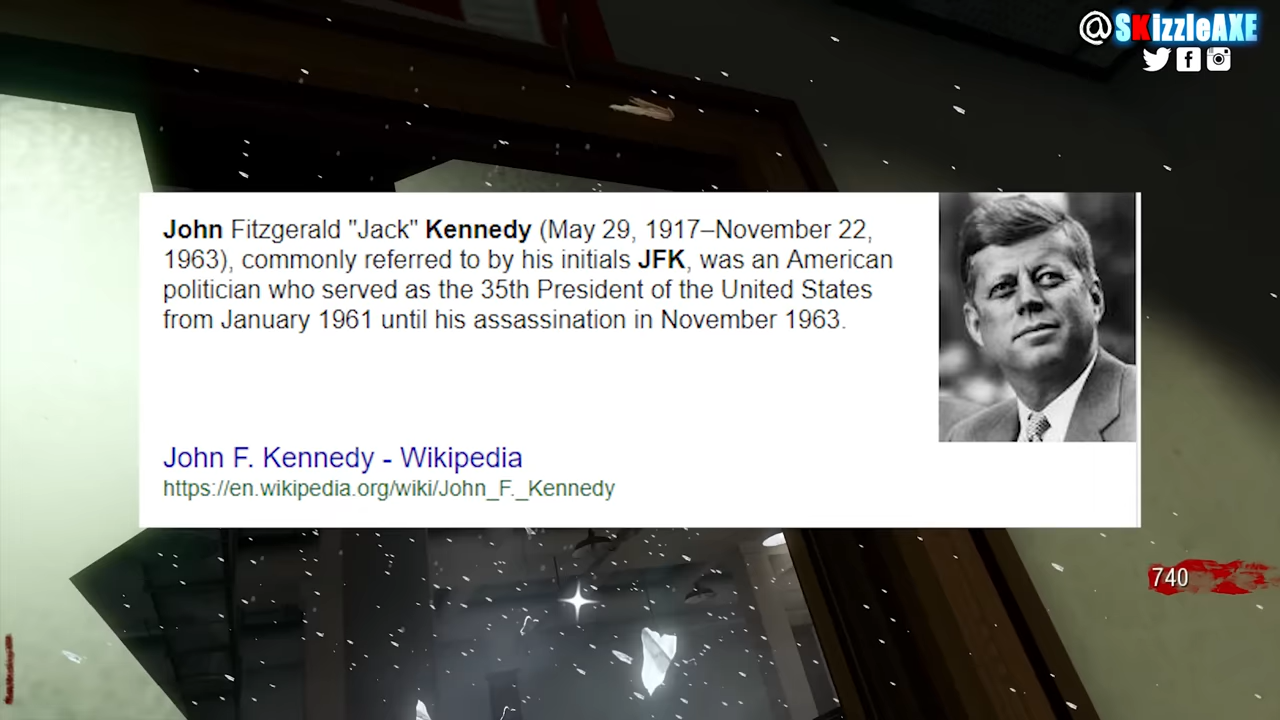 @SKizzleAXE
John Fitzgerald "Jack" Kennedy (May 29, 1917–November 22,
1963), commonly referred to by his initials JFK, was an American
politician who served as the 35th President of the United States
from January 1961 until his assassination in November 1963.
John F. Kennedy - Wikipedia
https://en.wikipedia.org/wiki/John_F._Kennedy
740